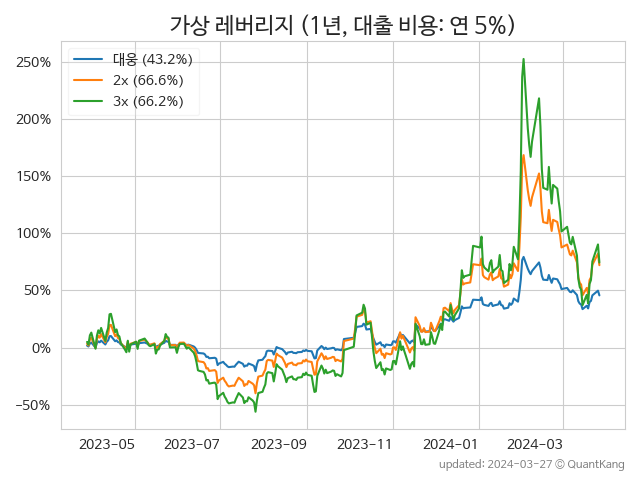 가상 레버리지 (1년, 대출 비용: 연 5%)
250%
200%
150%
100%
50%
0%
−50%
대웅 (43.2%)
2x (66.6%)
3x (66.2%)
2023-05
2023-07
2023-09
2023-11
2024-01
2024-03
updated: 2024-03-27 © QuantKang